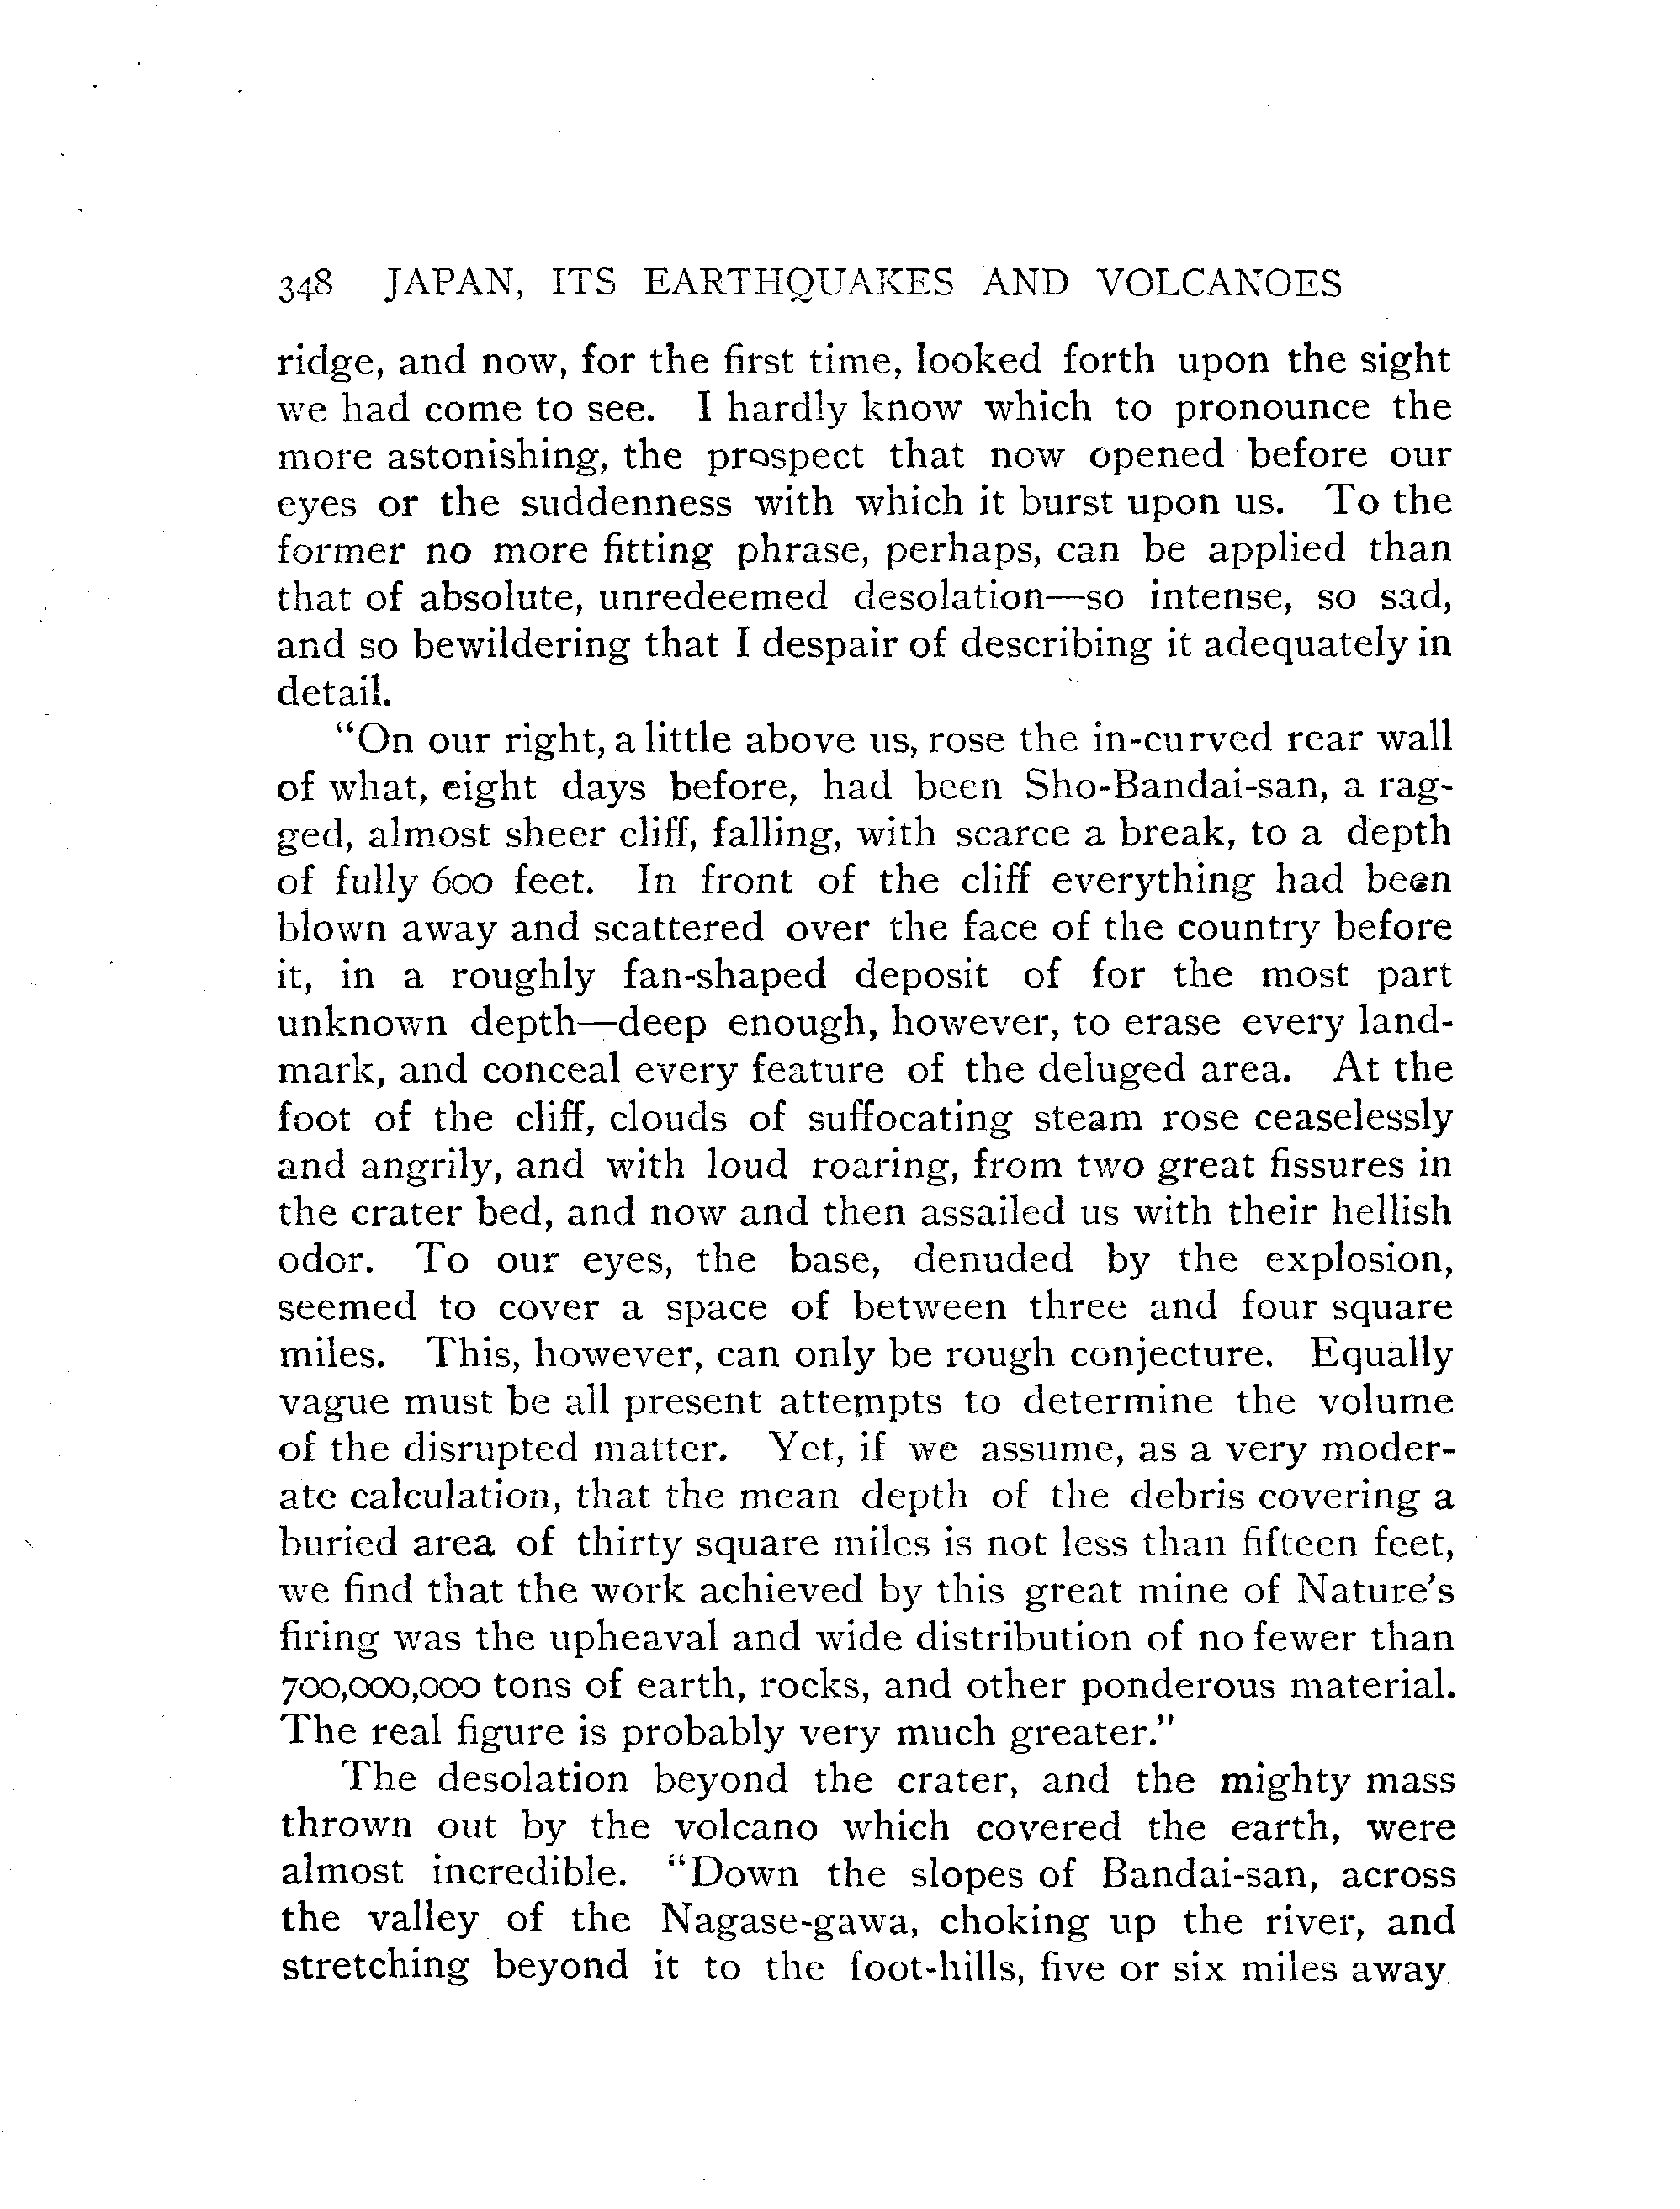 348 JAPAN, ITS EARTHQUAKES AND VOLCANOES
ridge, and now, for the first time, looked forth upon the sight
we had come to see. I hardly know which to pronounce the
more astonishing, the prospect that now opened before our
eyes or the suddenness with which it burst upon us. To the
former no more fitting phrase, perhaps, can be applied than
that of absolute, unredeemed desolation—so intense, so sad,
and so bewildering that I despair of describing it adequately in
detail.
“On our right, a little above us, rose the in-curved rear wall
of what, eight days before, had been Sho-Bandai-san, a rag-
ged, almost sheer cliff, falling, with scarce a break, to a depth
of fully 600 feet. In front of the cliff everything had been
blown away and scattered over the face of the country before
it, in a roughly fan-shaped deposit of for the most part
unknown depth—deep enough, however, to erase every land-
mark, and conceal every feature of the deluged area. At the
foot of the cliff, clouds of suffocating steam rose ceaselessly
and angrily, and with loud roaring, from two great fissures in
the crater bed, and now and then assailed us with their hellish
odor. To our eyes, the base, denuded by the explosion,
seemed to cover a space of between three and four square
miles. This, however, can only be rough conjecture. Equally
vague must be all present attempts to determine the volume
of the disrupted matter. Yet, if we assume, as a very moder-
ate calculation, that the mean depth of the debris covering a
buried area of thirty square miles is not less than fifteen feet,
we find that the work achieved by this great mine of Nature’s
firing was the upheaval and wide distribution of no fewer than
700,000,000 tons of earth, rocks, and other ponderous material.
The real figure is probably very much greater.”
The desolation beyond the crater, and the mighty mass
thrown out by the volcano which covered the earth, were
almost incredible. “Down the slopes of Bandai-san, across
the valley of the Nagase-gawa, choking up the river, and
stretching beyond it to the foot-hills, five or six miles away.